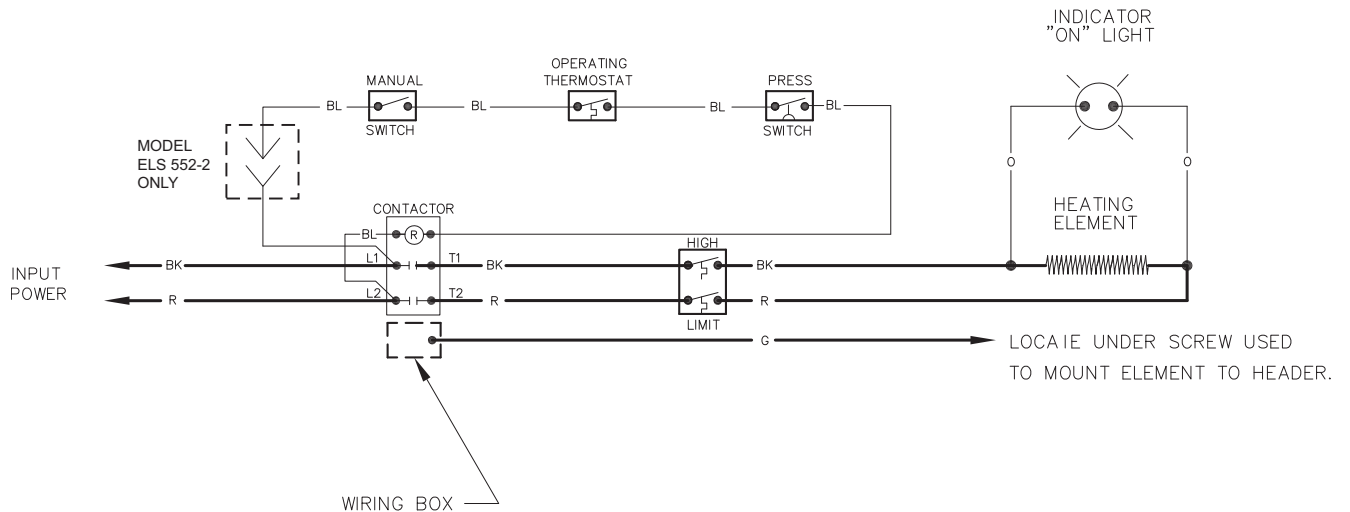 INDICATOR
"ON" LIGHT
OPERATING
THERMOSTAT
MANUAL
PRESS
BL
BL
BL
BL
SWITCH
SWITCH
MODEL
ELS 552-2
ONLY
O
O
CONTACTOR
HEATING
ELEMENT
BL
R
HIGH
L1
T1
INPUT
POWER
BK
BK
BK
L2
T2
R
R
R
LIMIT
G
LOCAIE UNDER SCREW USED
TO MOUNT ELEMENT TO HEADER.
WIRING BOX